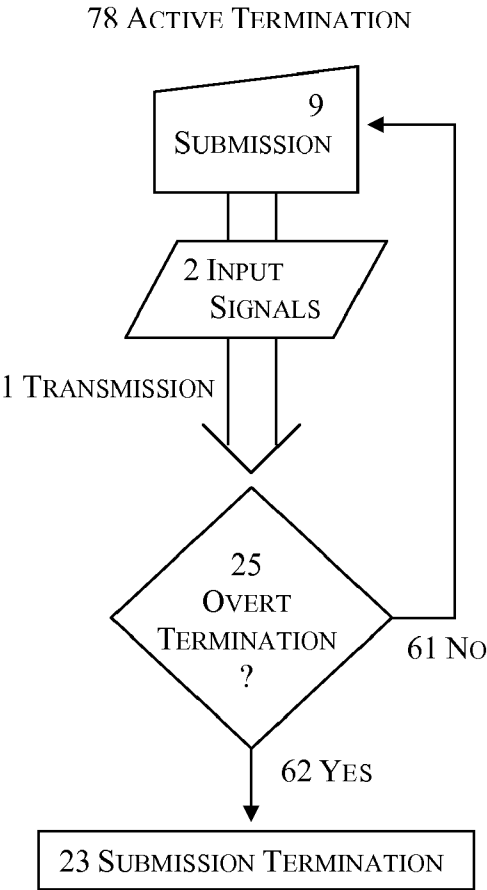 78 ACTIVE TERMINATION
9
SUBMISSION
2 INPUT
SIGNALS
1 TRANSMISSION
25
OVERT
TERMINATION
?
61 NO
62 YES
23 SUBMISSION TERMINATION